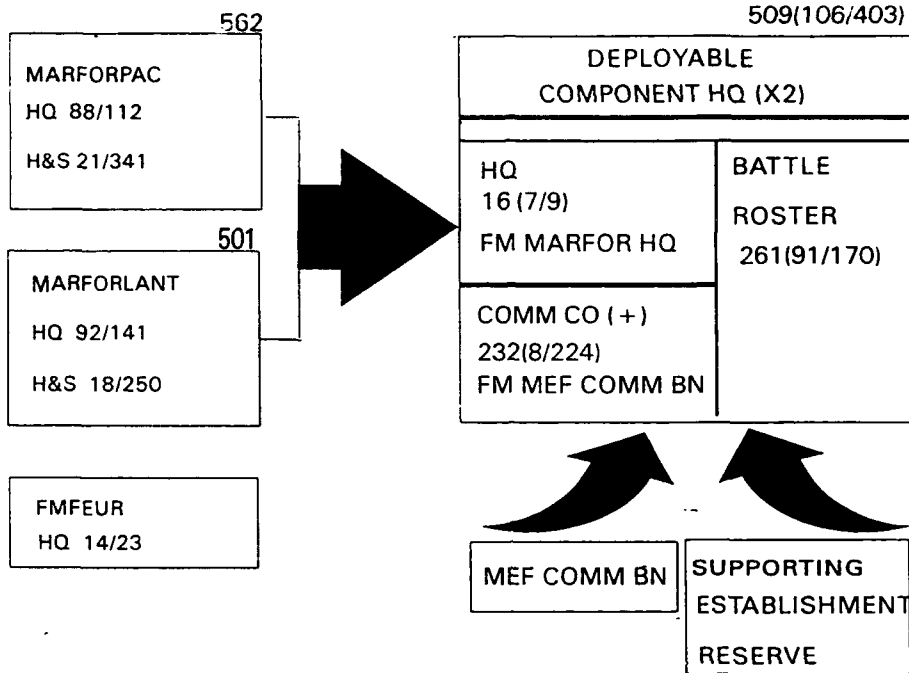 562
MARFORPAC
HQ 88/112
H&S 21/341
501
MARFORLANT
HQ 92/141
H&S 18/250
FMFEUR
HQ 14/23
509(106/403)
DEPLOYABLE
COMPONENT HQ (X2)
HQ
16 (7/9)
FM MARFOR HQ
COMM CO (+)
232(8/224)
FM MEF COMM BN
BATTLE
ROSTER
261(91/170)
MEF COMM BN
SUPPORTING
ESTABLISHMENT
RESERVE